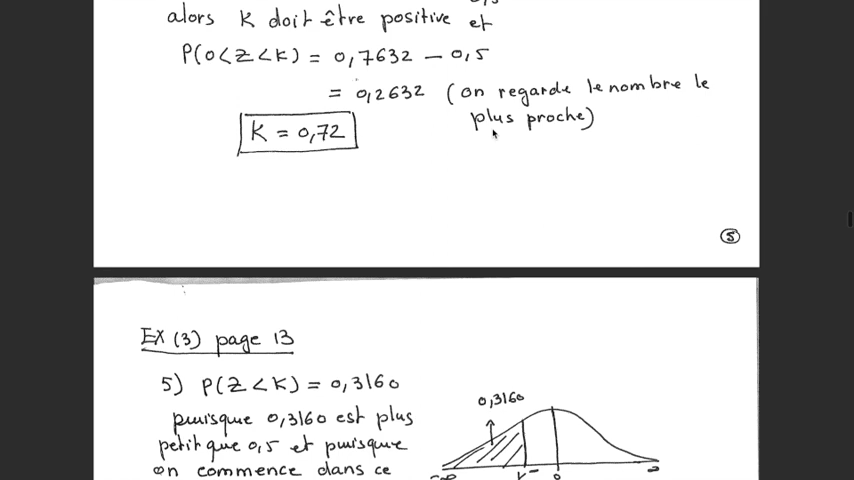 alors K doit être positive et
P(0<Z<K) = 0,7632 - 0,5
= 0,2632 (on regarde le nombre le
plus proche)
K = 0,72
5
EX (3) page 13
5) P(Z<K) = 0,3160
puisque 0,3160 est plus
petit que 0,5 et puisque
on commence dans ce
0,3160
-∞ K⁻ 0